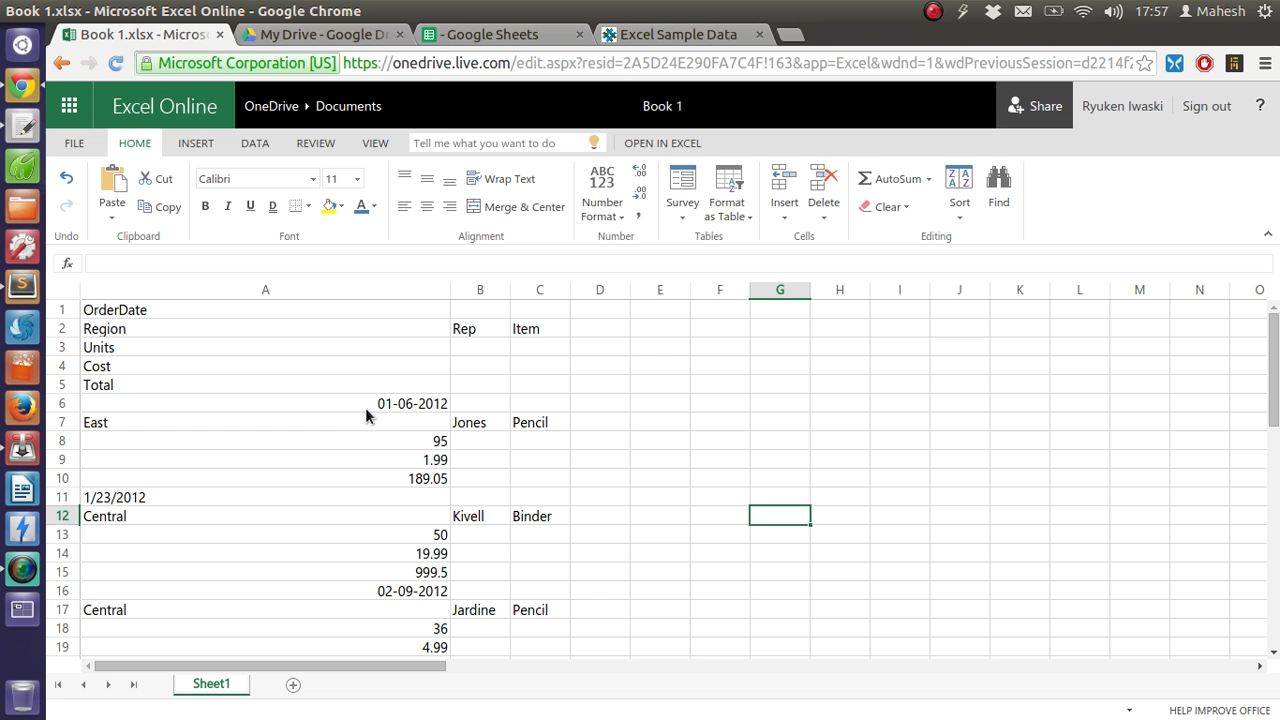 Book 1.xlsx - Microsoft Excel Online - Google Chrome 17:57 Mahesh
Book 1.xlsx - Micros My Drive - Google Dr - Google Sheets Excel Sample Data
Microsoft Corporation [US] https://onedrive.live.com/edit.aspx?resid=2A5D24E290FA7C4F!163&app=Excel&wdnd=1&wdPreviousSession=d2214f2
Excel Online OneDrive Documents Book 1 Share Ryuken Iwaski Sign out ?
FILE HOME INSERT DATA REVIEW VIEW Tell me what you want to do OPEN IN EXCEL
Cut Calibri 11 Wrap Text ABC 123 AutoSum
Paste Copy B I U D A Merge & Center Number Format Survey Format as Table Insert Delete Clear Sort Find
Undo Clipboard Font Alignment Number Tables Cells Editing
fx
A B C D E F G H I J K L M N O
1 OrderDate
2 Region Rep Item
3 Units
4 Cost
5 Total
6 01-06-2012
7 East Jones Pencil
8 95
9 1.99
10 189.05
11 1/23/2012
12 Central Kivell Binder
13 50
14 19.99
15 999.5
16 02-09-2012
17 Central Jardine Pencil
18 36
19 4.99
Sheet1
HELP IMPROVE OFFICE